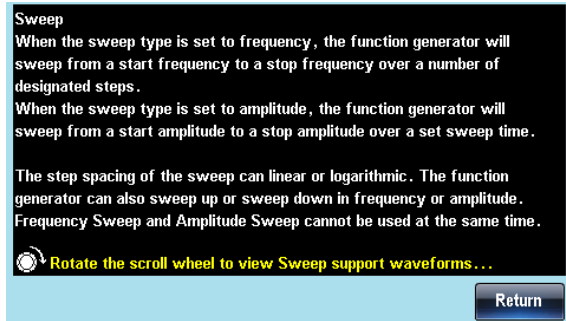 Sweep
When the sweep type is set to frequency, the function generator will
sweep from a start frequency to a stop frequency over a number of
designated steps.
When the sweep type is set to amplitude, the function generator will
sweep from a start amplitude to a stop amplitude over a set sweep time.
The step spacing of the sweep can linear or logarithmic. The function
generator can also sweep up or sweep down in frequency or amplitude.
Frequency Sweep and Amplitude Sweep cannot be used at the same time.
Rotate the scroll wheel to view Sweep support waveforms...
Return